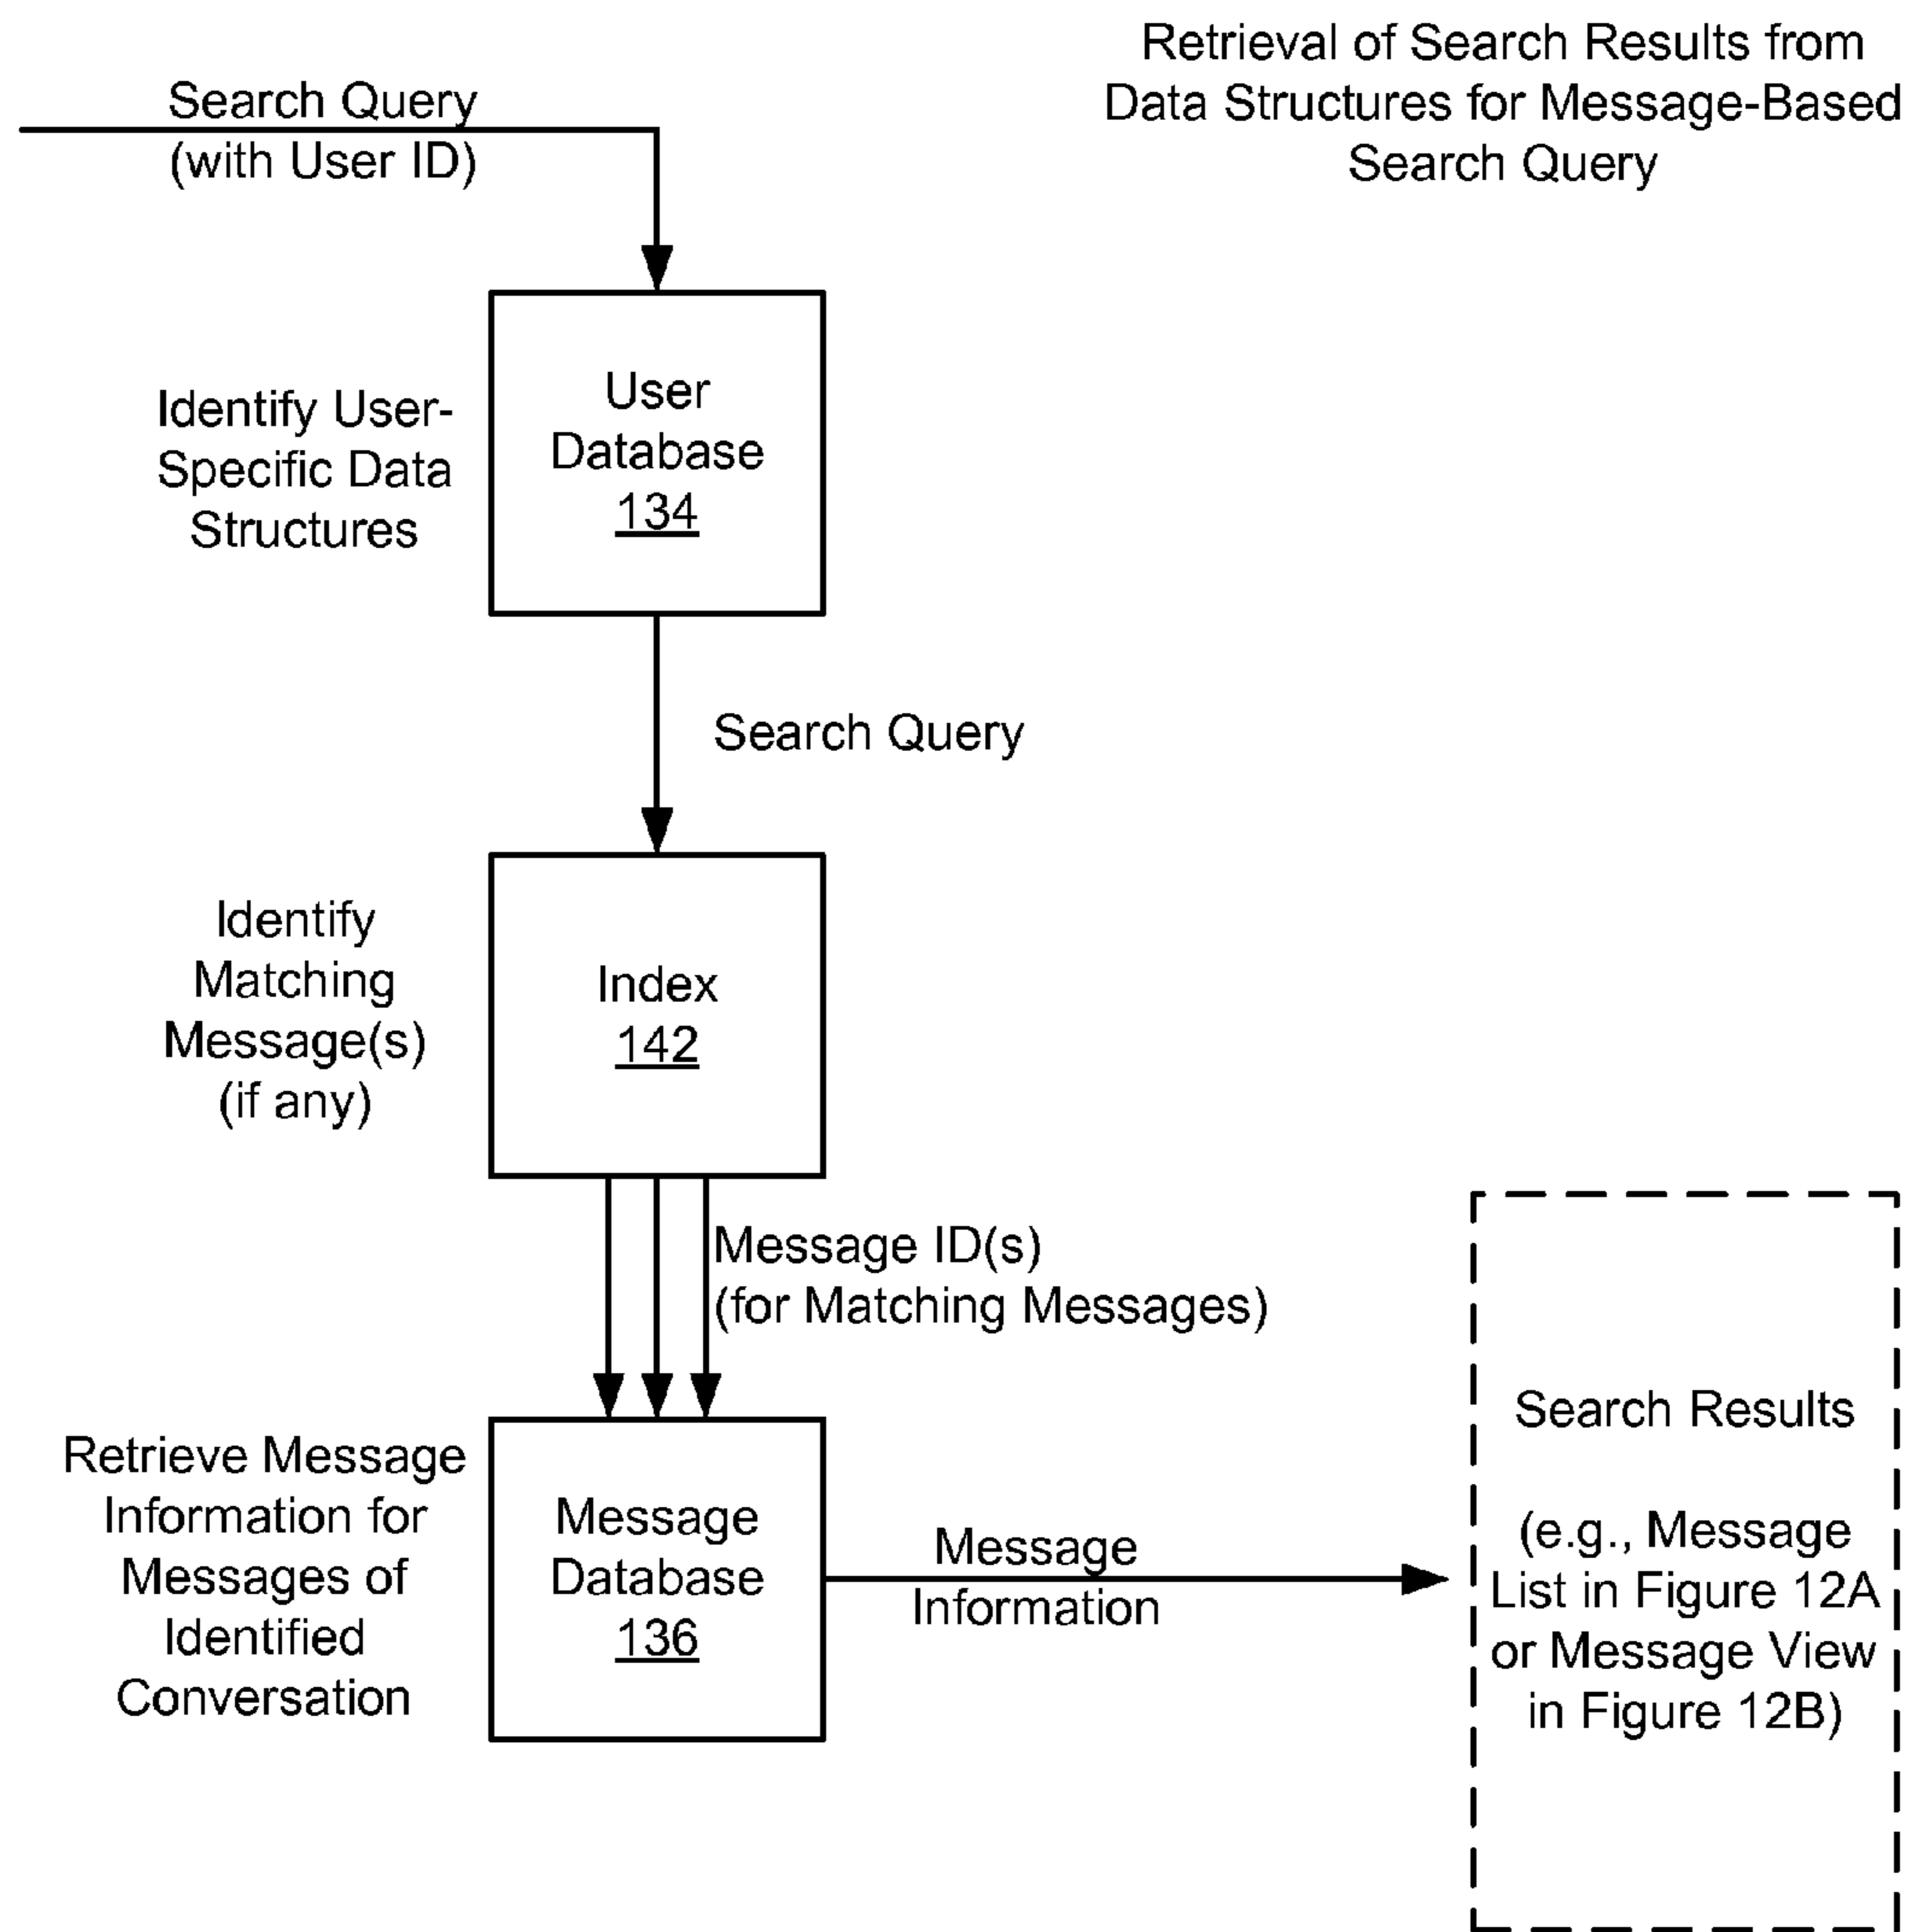 Retrieval of Search Results from
Data Structures for Message-Based
Search Query
Search Query
(with User ID)
Identify User-
Specific Data
Structures
User
Database
134
Search Query
Identify
Matching
Message(s)
(if any)
Index
142
Message ID(s)
(for Matching Messages)
Retrieve Message
Information for
Messages of
Identified
Conversation
Message
Database
136
Message
Information
Search Results
(e.g., Message
List in Figure 12A
or Message View
in Figure 12B)